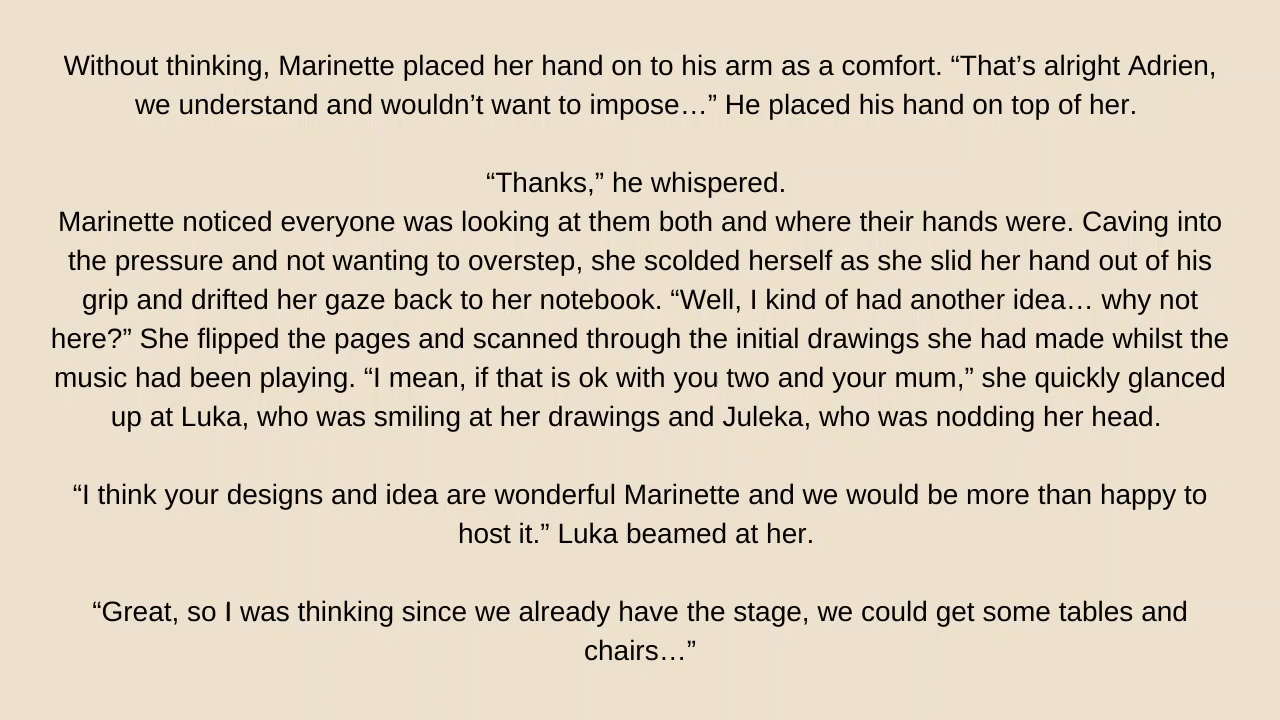 Without thinking, Marinette placed her hand on to his arm as a comfort. “That’s alright Adrien,
we understand and wouldn’t want to impose…” He placed his hand on top of her.
“Thanks,” he whispered.
Marinette noticed everyone was looking at them both and where their hands were. Caving into
the pressure and not wanting to overstep, she scolded herself as she slid her hand out of his
grip and drifted her gaze back to her notebook. “Well, I kind of had another idea… why not
here?” She flipped the pages and scanned through the initial drawings she had made whilst the
music had been playing. “I mean, if that is ok with you two and your mum,” she quickly glanced
up at Luka, who was smiling at her drawings and Juleka, who was nodding her head.
“I think your designs and idea are wonderful Marinette and we would be more than happy to
host it.” Luka beamed at her.
“Great, so I was thinking since we already have the stage, we could get some tables and
chairs…”